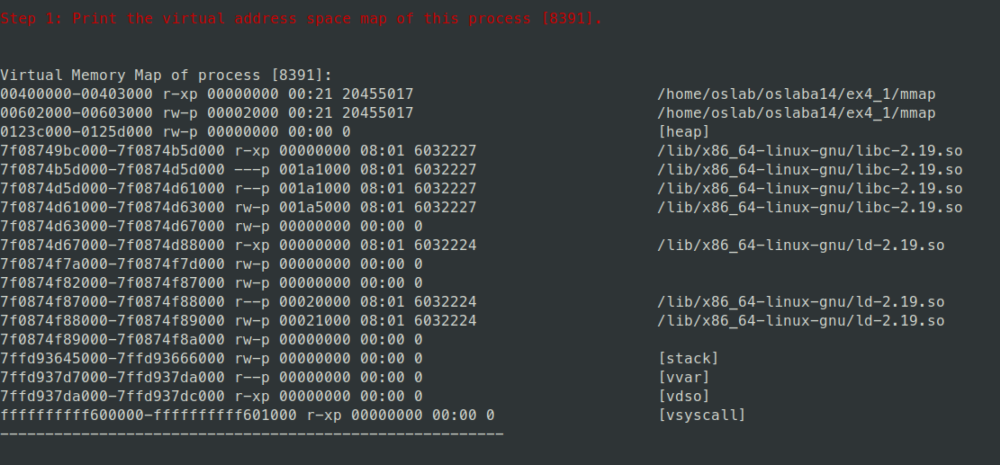 Step 1: Print the virtual address space map of this process [8391].
Virtual Memory Map of process [8391]:
00400000-00403000 r-xp 00000000 00:21 20455017 /home/oslab/oslaba14/ex4_1/mmap
00602000-00603000 rw-p 00002000 00:21 20455017 /home/oslab/oslaba14/ex4_1/mmap
0123c000-0125d000 rw-p 00000000 00:00 0 [heap]
7f08749bc000-7f0874b5d000 r-xp 00000000 08:01 6032227 /lib/x86_64-linux-gnu/libc-2.19.so
7f0874b5d000-7f0874d5d000 ---p 001a1000 08:01 6032227 /lib/x86_64-linux-gnu/libc-2.19.so
7f0874d5d000-7f0874d61000 r--p 001a1000 08:01 6032227 /lib/x86_64-linux-gnu/libc-2.19.so
7f0874d61000-7f0874d63000 rw-p 001a5000 08:01 6032227 /lib/x86_64-linux-gnu/libc-2.19.so
7f0874d63000-7f0874d67000 rw-p 00000000 00:00 0
7f0874d67000-7f0874d88000 r-xp 00000000 08:01 6032224 /lib/x86_64-linux-gnu/ld-2.19.so
7f0874f7a000-7f0874f7d000 rw-p 00000000 00:00 0
7f0874f82000-7f0874f87000 rw-p 00000000 00:00 0
7f0874f87000-7f0874f88000 r--p 00020000 08:01 6032224 /lib/x86_64-linux-gnu/ld-2.19.so
7f0874f88000-7f0874f89000 rw-p 00021000 08:01 6032224 /lib/x86_64-linux-gnu/ld-2.19.so
7f0874f89000-7f0874f8a000 rw-p 00000000 00:00 0
7ffd93645000-7ffd93666000 rw-p 00000000 00:00 0 [stack]
7ffd937d7000-7ffd937da000 r--p 00000000 00:00 0 [vvar]
7ffd937da000-7ffd937dc000 r-xp 00000000 00:00 0 [vdso]
ffffffffff600000-ffffffffff601000 r-xp 00000000 00:00 0 [vsyscall]
--------------------------------------------------------